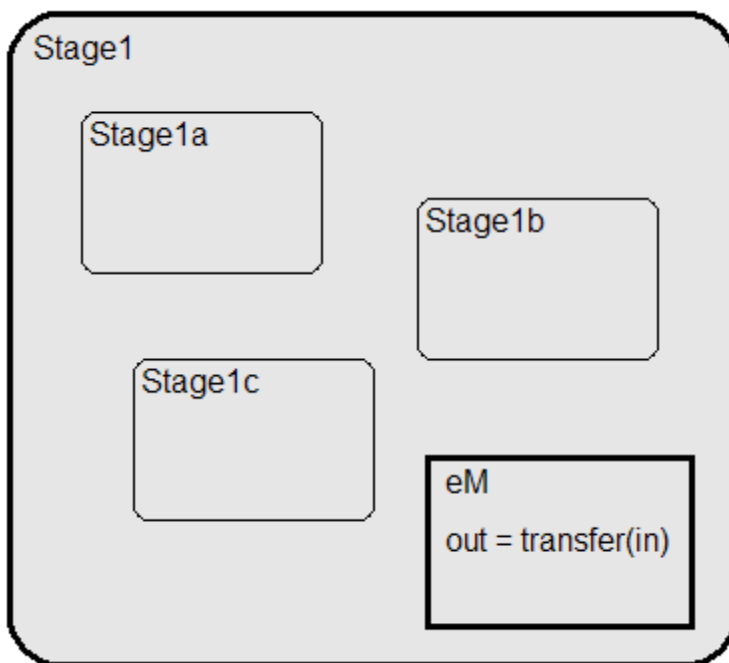 Stage1
Stage1a
Stage1b
Stage1c
eM
out = transfer(in)